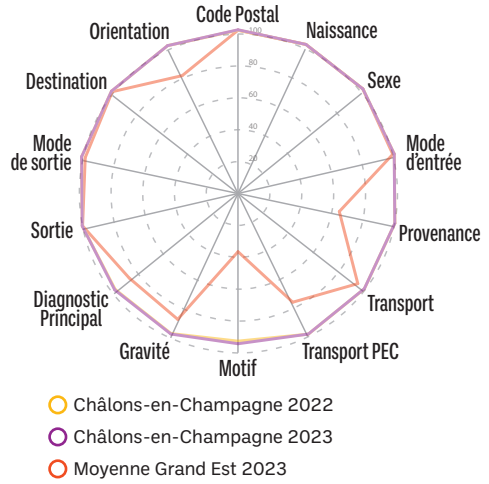 Code Postal
Naissance
Sexe
Mode
d'entrée
Provenance
Transport
Transport PEC
Motif
Gravité
Diagnostic
Principal
Sortie
Mode
de sortie
Destination
Orientation
100
80
60
40
20
Châlons-en-Champagne 2022
Châlons-en-Champagne 2023
Moyenne Grand Est 2023